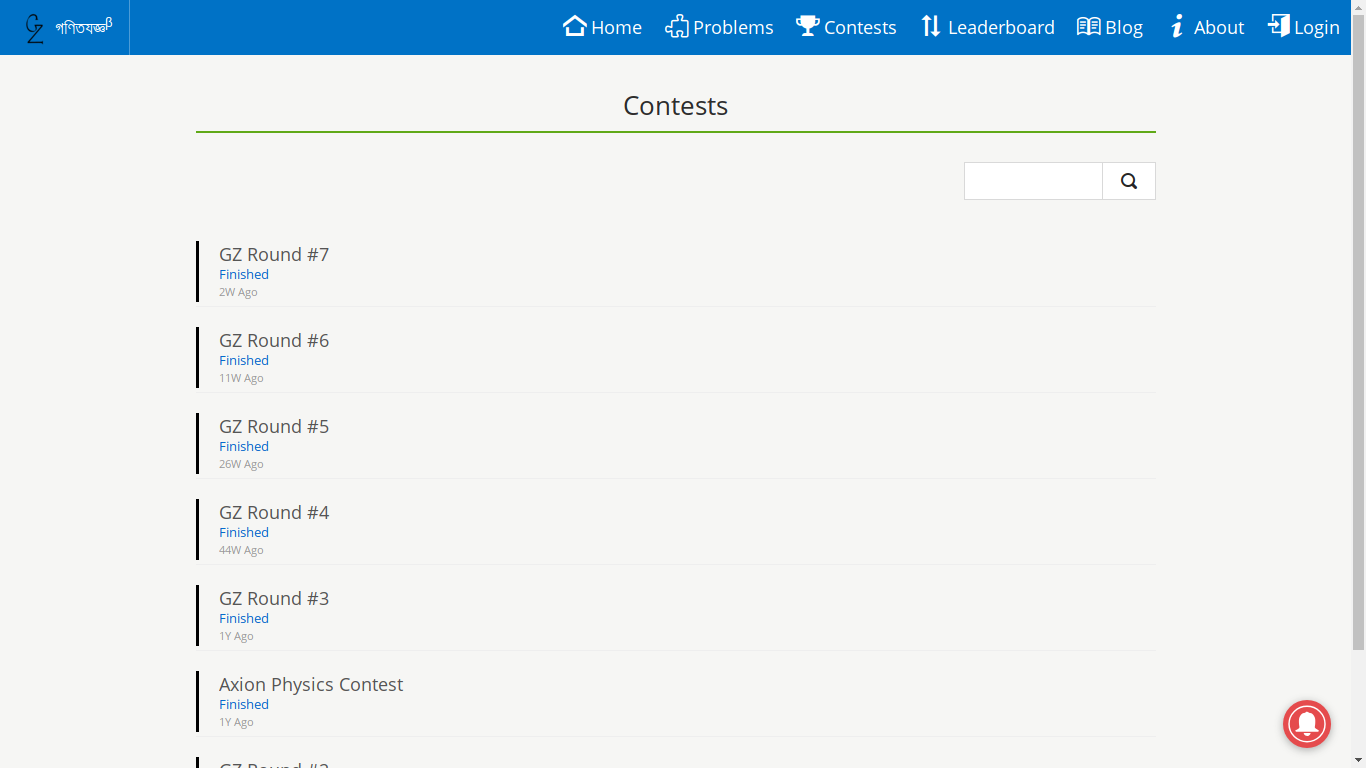 GZ গণিতযজ্ঞβ Home Problems Contests Leaderboard Blog About Login
Contests
GZ Round #7
Finished
2W Ago
GZ Round #6
Finished
11W Ago
GZ Round #5
Finished
26W Ago
GZ Round #4
Finished
44W Ago
GZ Round #3
Finished
1Y Ago
Axion Physics Contest
Finished
1Y Ago